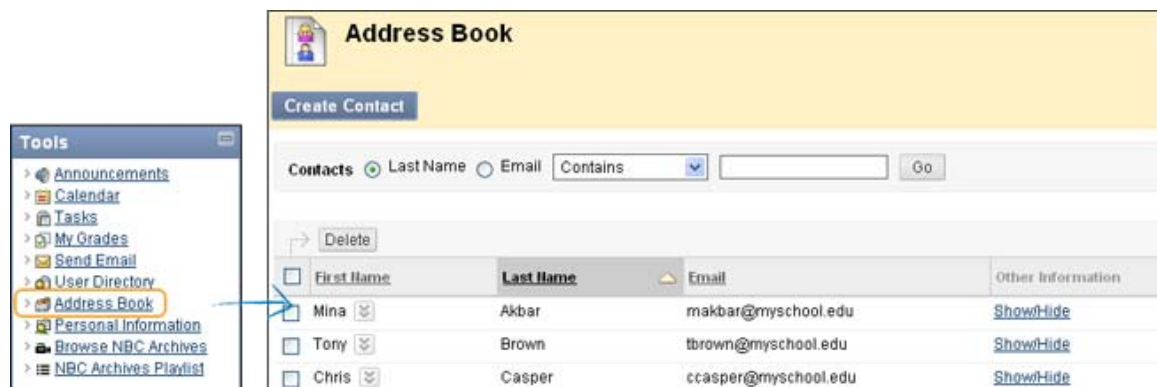 Address Book
Create Contact
Contacts Last Name Email Contains Go
Delete
First Name Last Name Email Other Information
Mina Akbar makbar@myschool.edu Show/Hide
Tony Brown tbrown@myschool.edu Show/Hide
Chris Casper ccasper@myschool.edu Show/Hide
Tools
Announcements
Calendar
Tasks
My Grades
Send Email
User Directory
Address Book
Personal Information
Browse NBC Archives
NBC Archives Playlist